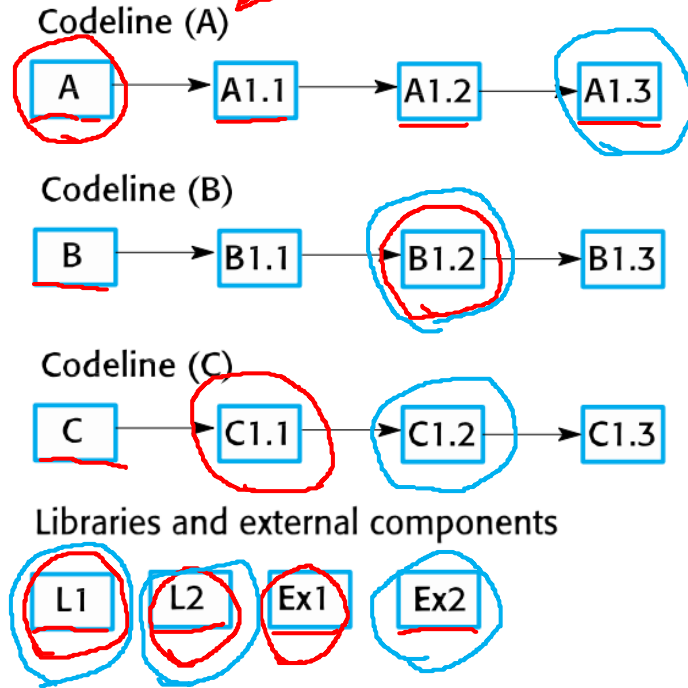 Codeline (A)
A A1.1 A1.2 A1.3
Codeline (B)
B B1.1 B1.2 B1.3
Codeline (C)
C C1.1 C1.2 C1.3
Libraries and external components
L1 L2 Ex1 Ex2